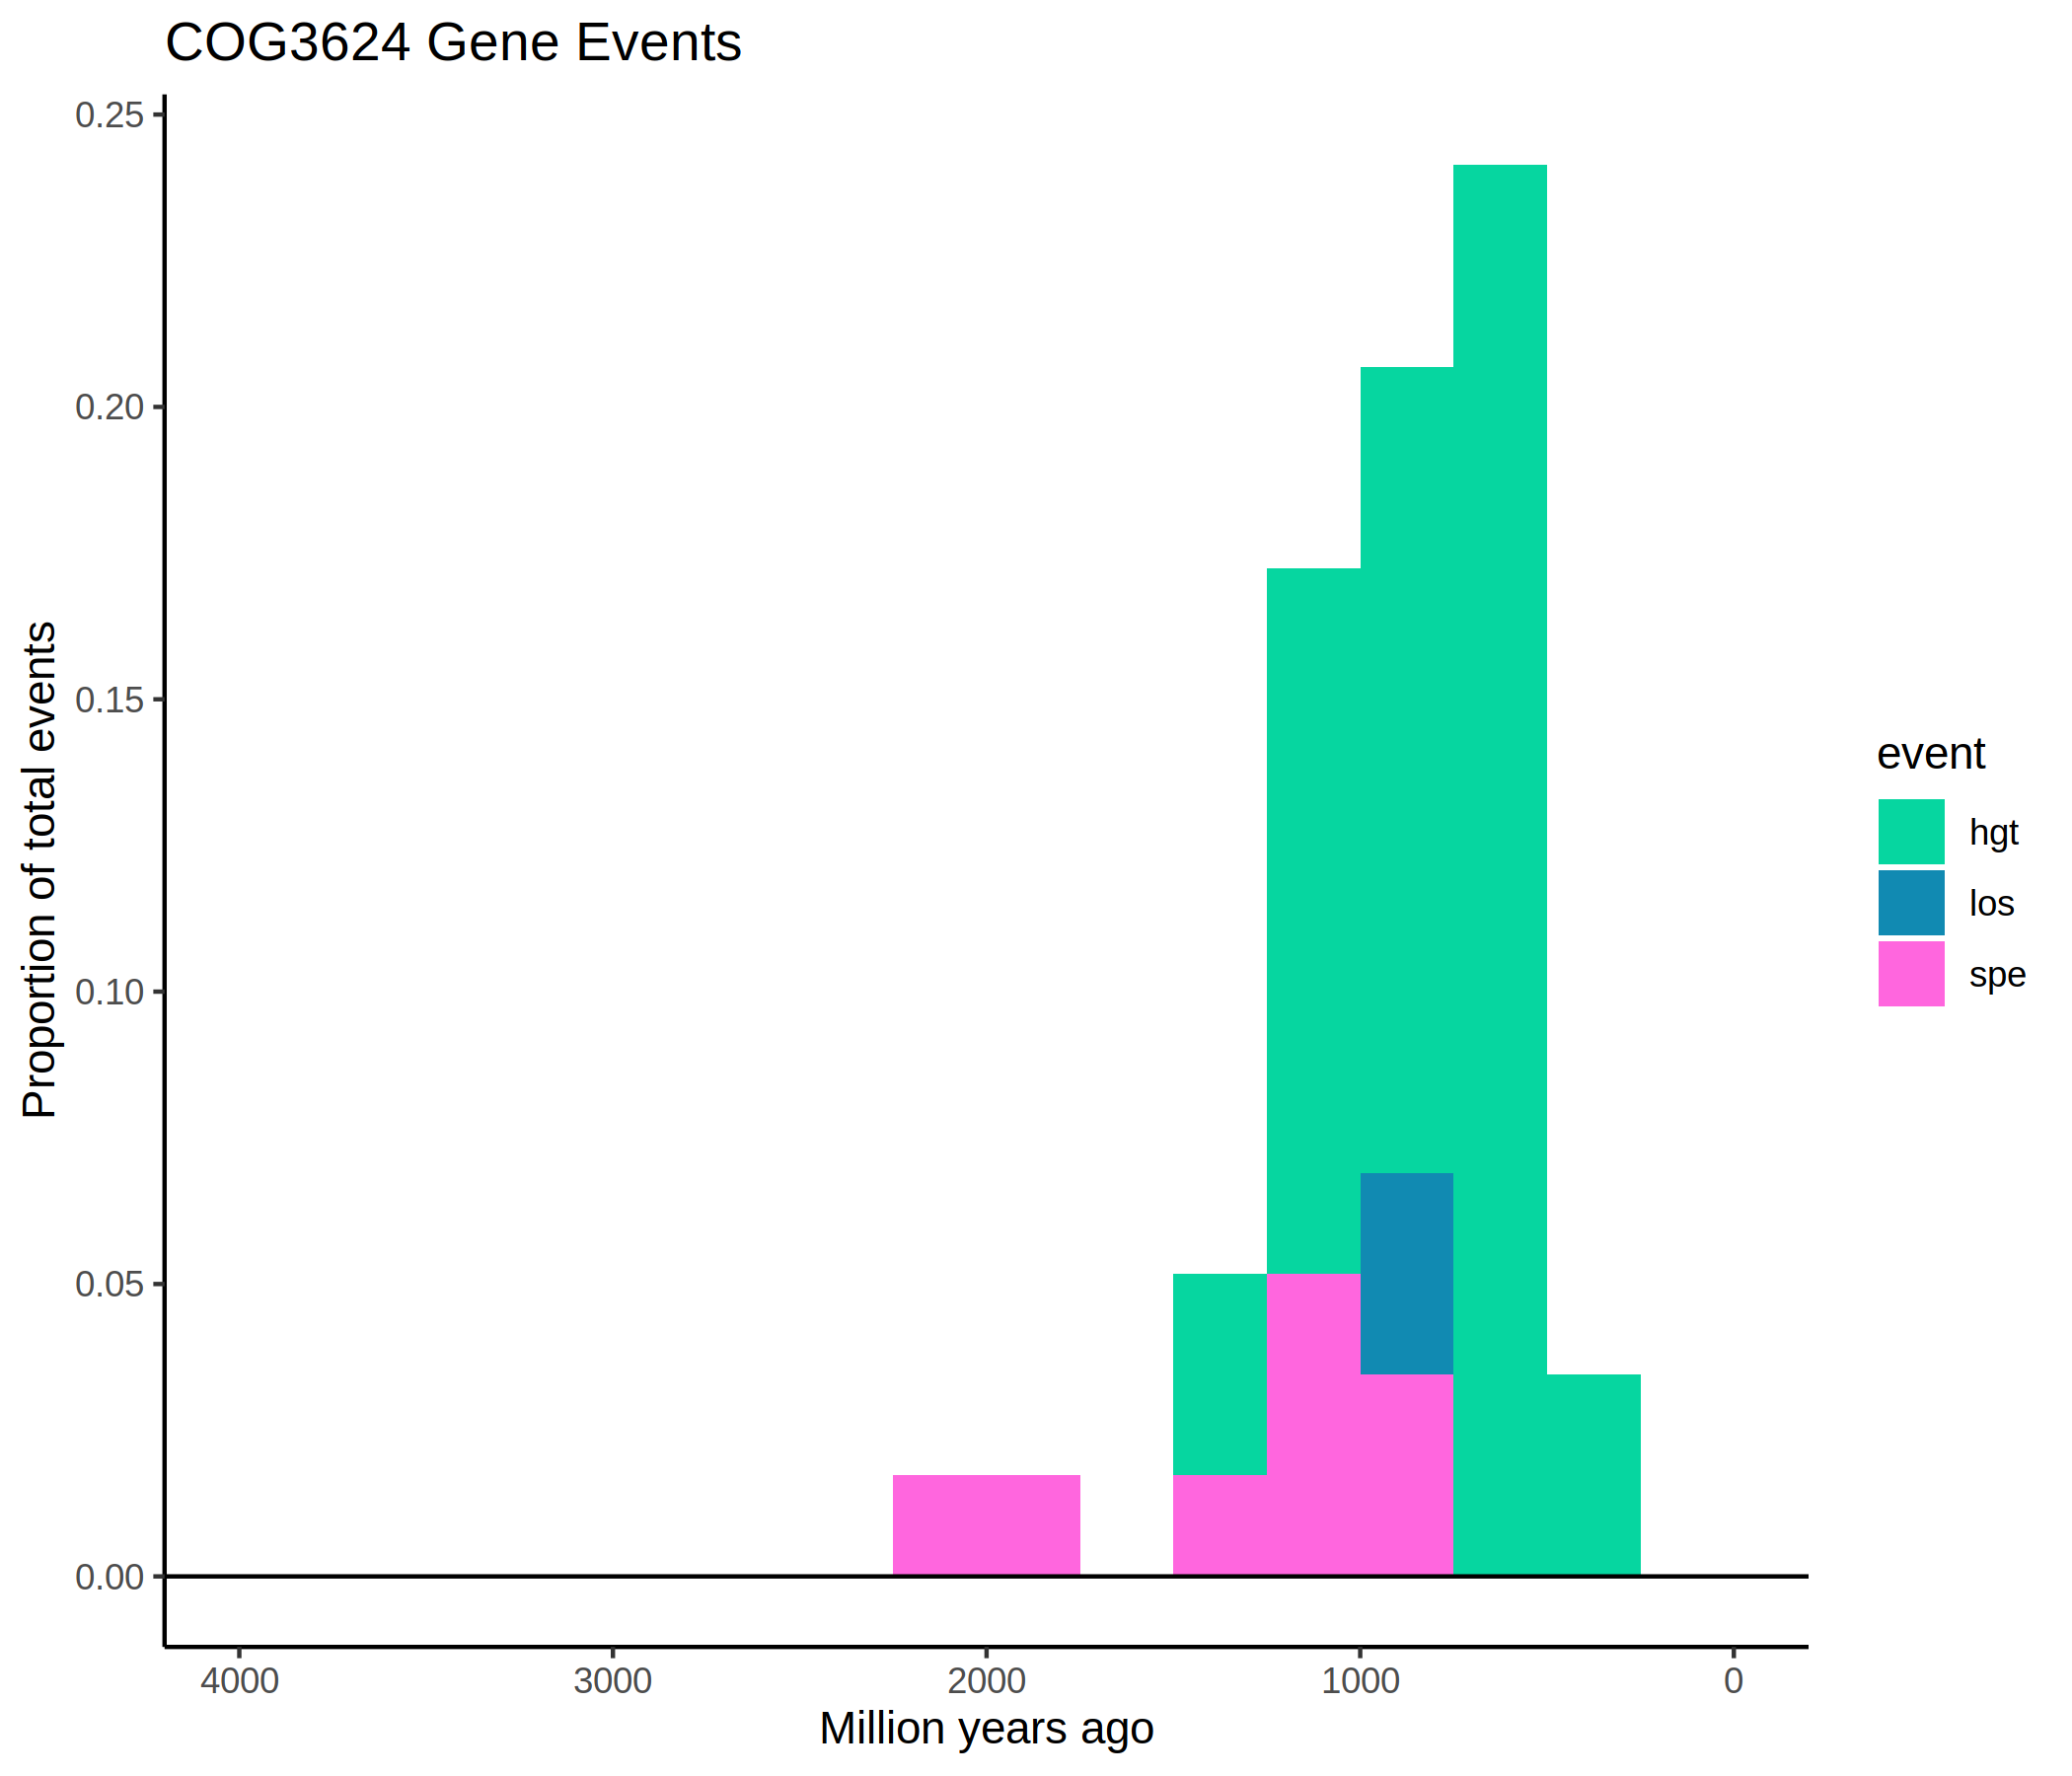 COG3624 Gene Events
0.25
0.20
0.15
0.10
0.05
0.00
Proportion of total events
4000 3000 2000 1000 0
Million years ago
event
hgt
los
spe